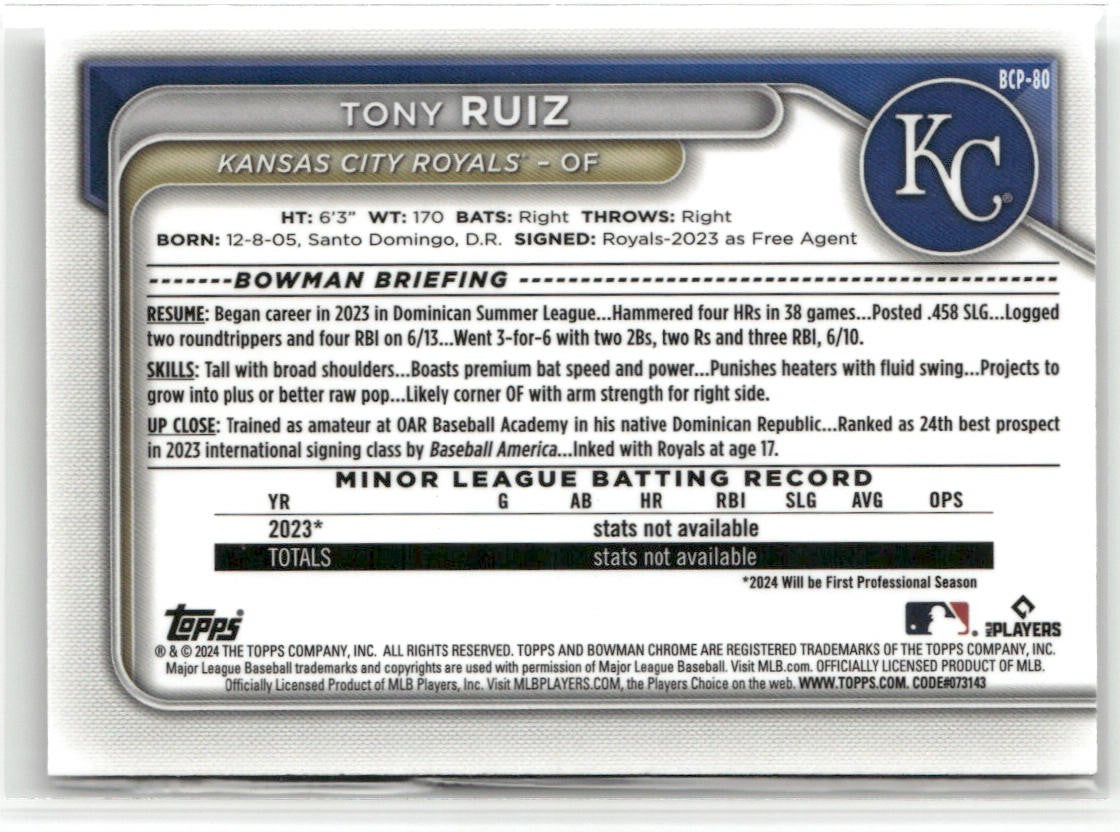 BCP-80
TONY RUIZ
KC®
KANSAS CITY ROYALS® – OF
HT: 6'3" WT: 170 BATS: Right THROWS: Right
BORN: 12-8-05, Santo Domingo, D.R. SIGNED: Royals-2023 as Free Agent
-------BOWMAN BRIEFING --------------------------------------------
RESUME: Began career in 2023 in Dominican Summer League...Hammered four HRs in 38 games...Posted .458 SLG...Logged
two roundtrippers and four RBI on 6/13...Went 3-for-6 with two 2Bs, two Rs and three RBI, 6/10.
SKILLS: Tall with broad shoulders...Boasts premium bat speed and power...Punishes heaters with fluid swing...Projects to
grow into plus or better raw pop...Likely corner OF with arm strength for right side.
UP CLOSE: Trained as amateur at OAR Baseball Academy in his native Dominican Republic...Ranked as 24th best prospect
in 2023 international signing class by Baseball America...Inked with Royals at age 17.
MINOR LEAGUE BATTING RECORD
YR G AB HR RBI SLG AVG OPS
2023* stats not available
TOTALS stats not available
*2024 Will be First Professional Season
Topps
MLB PLAYERS
® & © 2024 THE TOPPS COMPANY, INC. ALL RIGHTS RESERVED. TOPPS AND BOWMAN CHROME ARE REGISTERED TRADEMARKS OF THE TOPPS COMPANY, INC.
Major League Baseball trademarks and copyrights are used with permission of Major League Baseball. Visit MLB.com. OFFICIALLY LICENSED PRODUCT OF MLB.
Officially Licensed Product of MLB Players, Inc. Visit MLBPLAYERS.COM, the Players Choice on the web. WWW.TOPPS.COM. CODE#073143